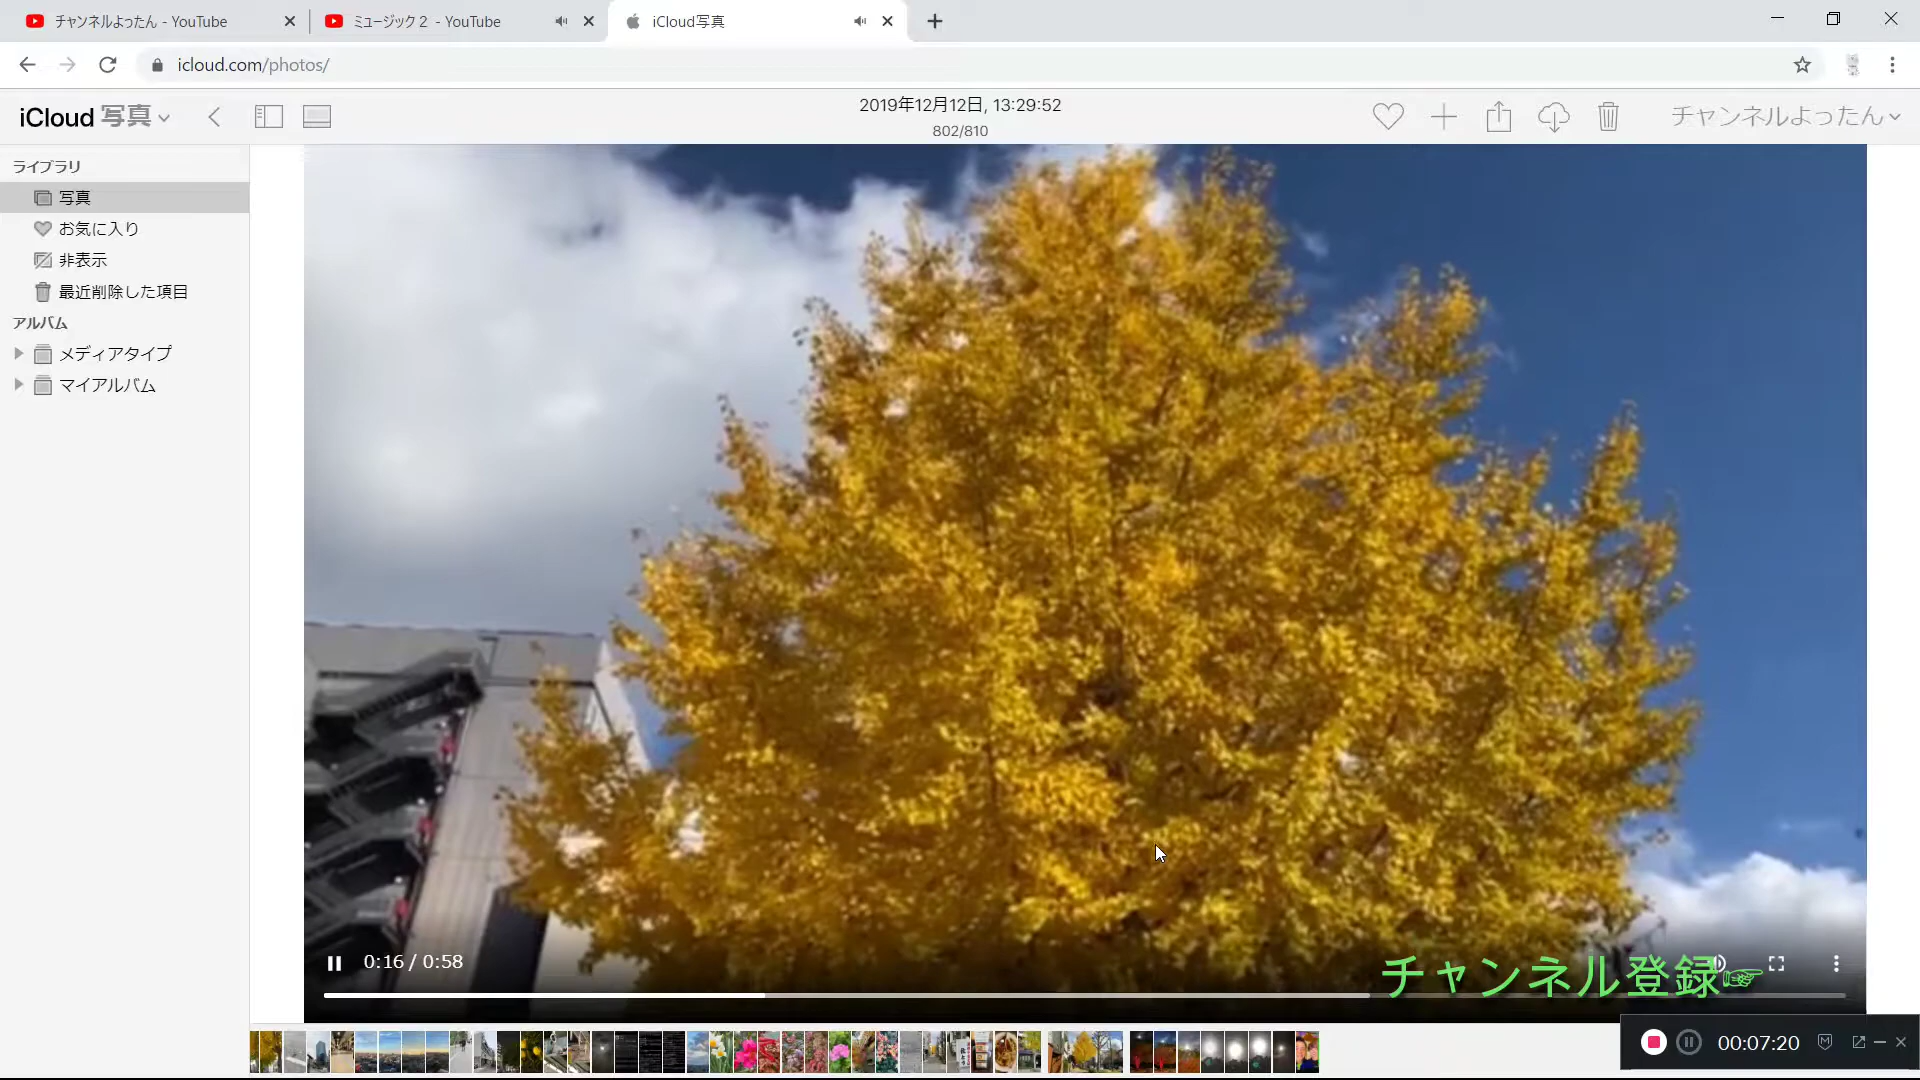 チャンネルよったん - YouTube
ミュージック２ - YouTube
iCloud写真
icloud.com/photos/
iCloud 写真
2019年12月12日, 13:29:52
802/810
チャンネルよったん
ライブラリ
写真
お気に入り
非表示
最近削除した項目
アルバム
メディアタイプ
マイアルバム
0:16 / 0:58
チャンネル登録☞
00:07:20